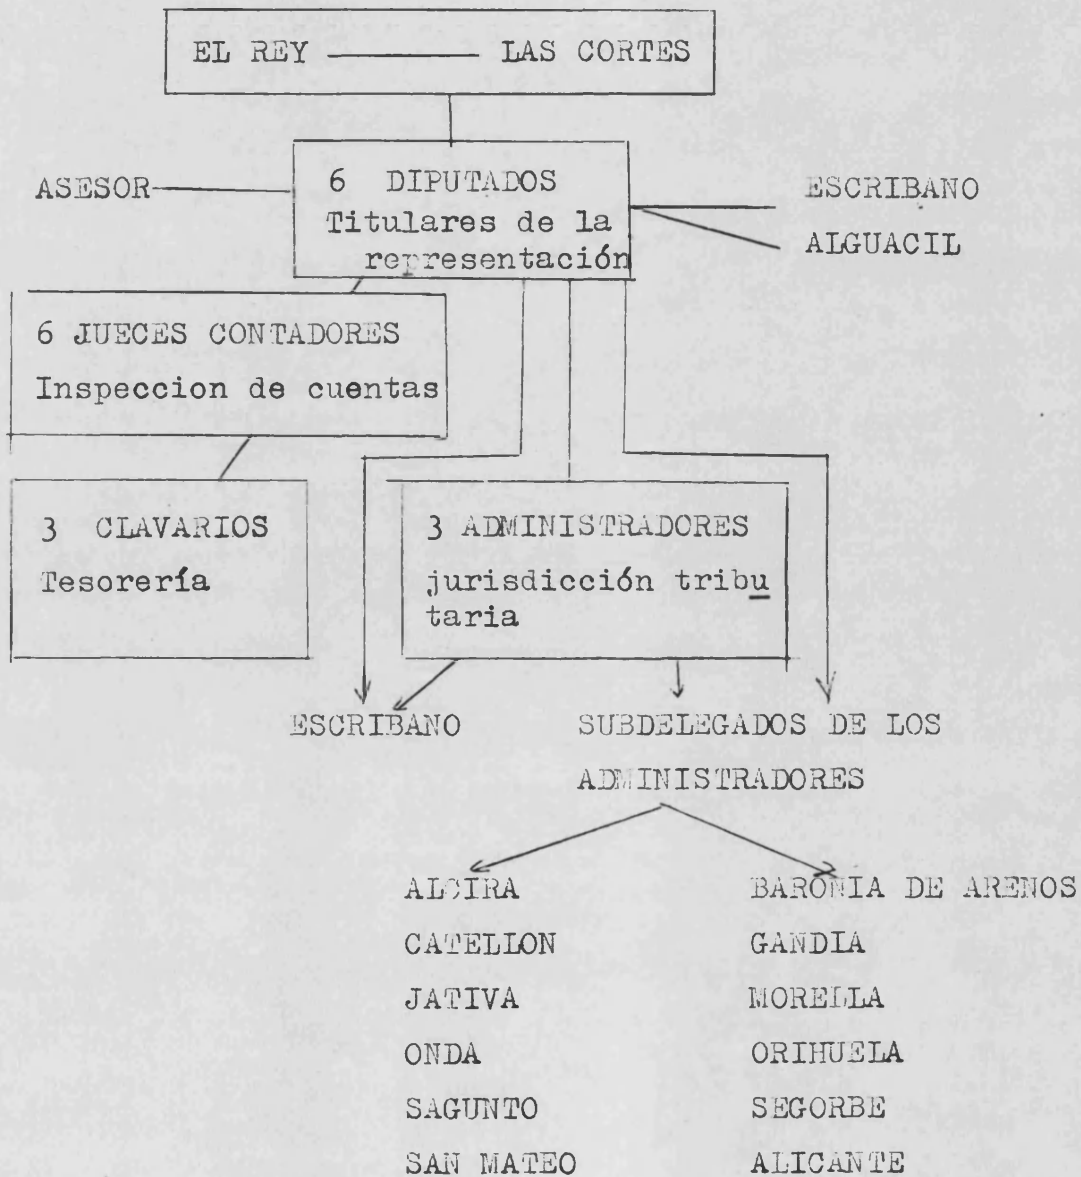 EL REY ——— LAS CORTES
ASESOR
6 DIPUTADOS
Titulares de la
representación
ESCRIBANO
ALGUACIL
6 JUECES CONTADORES
Inspeccion de cuentas
3 CLAVARIOS
Tesorería
3 ADMINISTRADORES
jurisdicción tribu
taria
ESCRIBANO
SUBDELEGADOS DE LOS
ADMINISTRADORES
ALCIRA
CATELLON
JATIVA
ONDA
SAGUNTO
SAN MATEO
BARONIA DE ARENOS
GANDIA
MORELLA
ORIHUELA
SEGORBE
ALICANTE